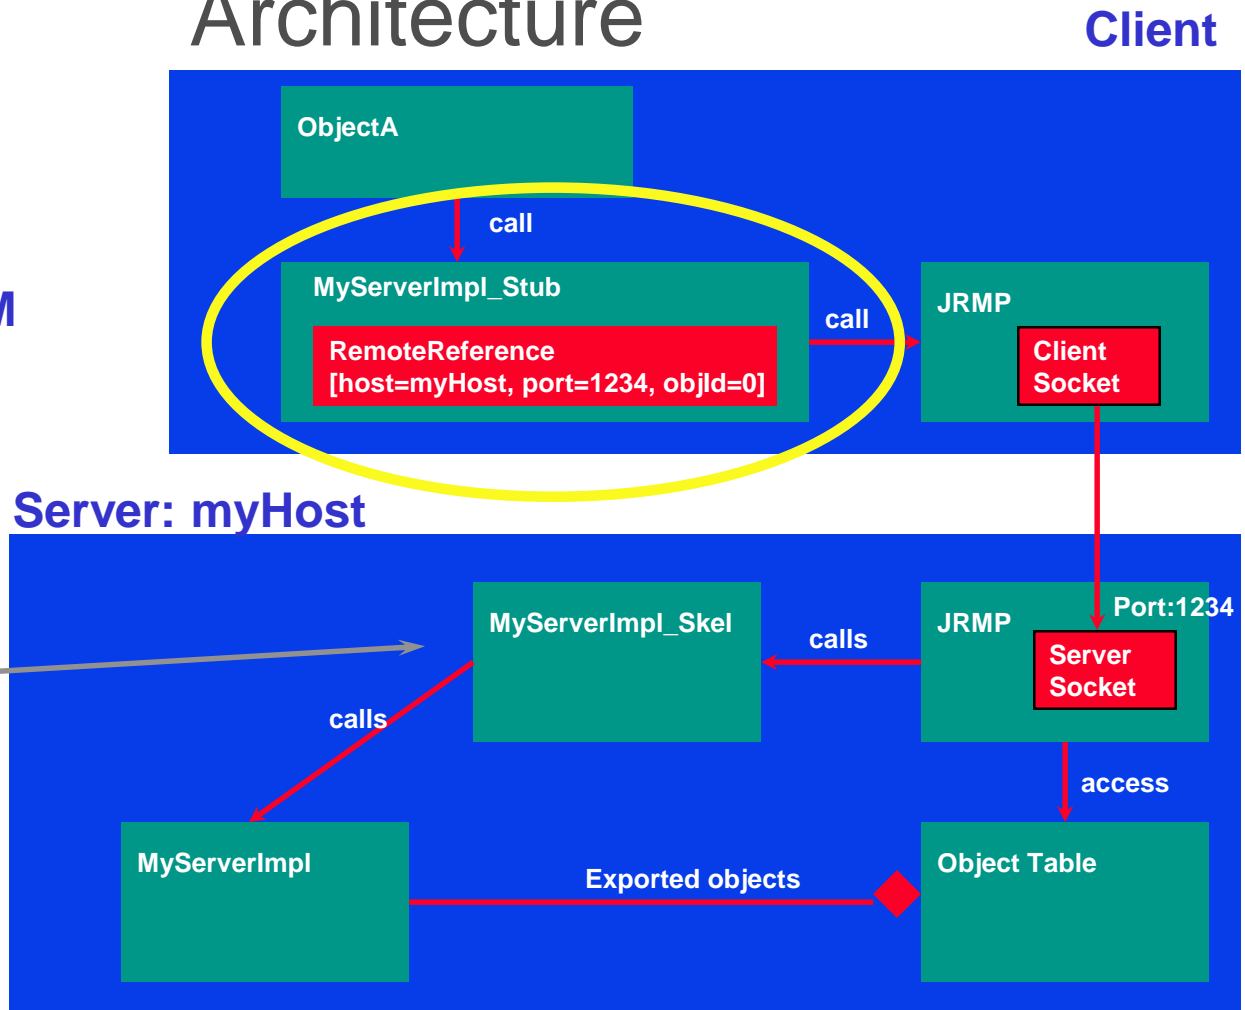 Architecture
Client
ObjectA
call
MyServerImpl_Stub
call
JRMP
RemoteReference
[host=myHost, port=1234, objId=0]
Client
Socket
M
Server: myHost
MyServerImpl_Skel
calls
JRMP
Port:1234
Server
Socket
calls
access
MyServerImpl
Exported objects
Object Table